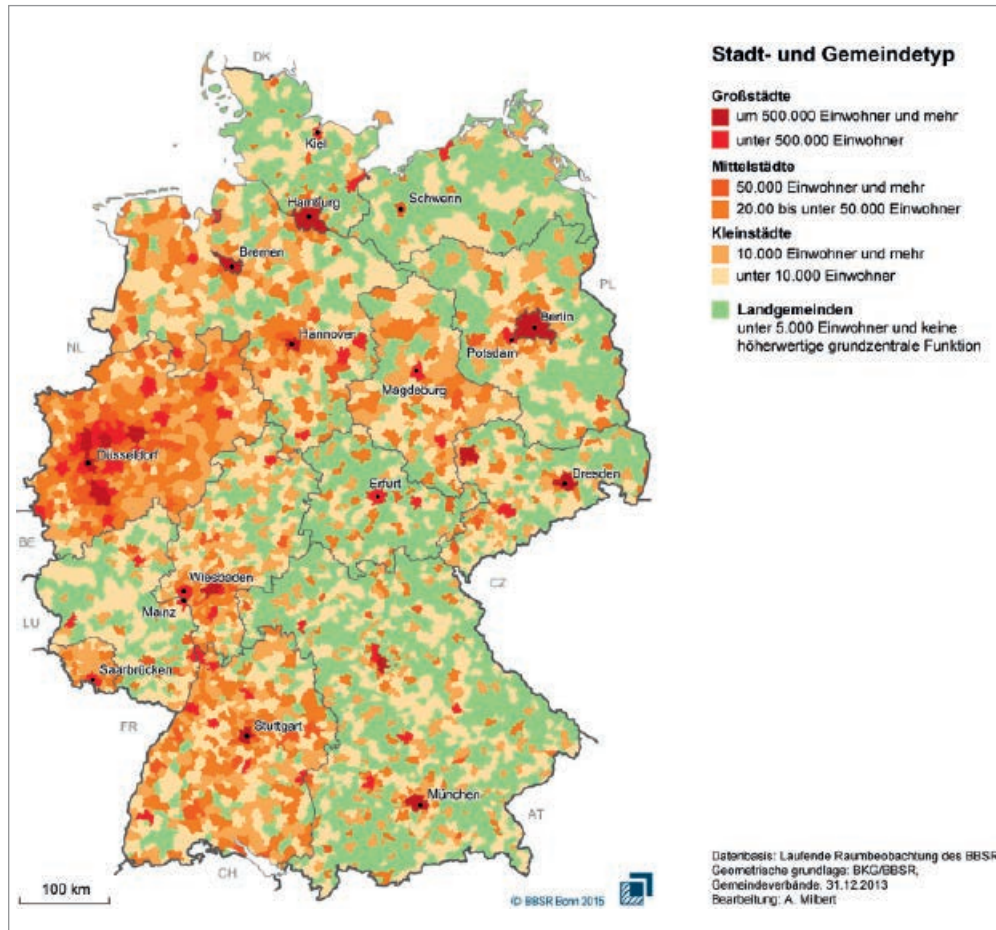 Stadt- und Gemeindetyp
Großstädte
um 500.000 Einwohner und mehr
unter 500.000 Einwohner
Mittelstädte
50.000 Einwohner und mehr
20.00 bis unter 50.000 Einwohner
Kleinstädte
10.000 Einwohner und mehr
unter 10.000 Einwohner
Landgemeinden
unter 5.000 Einwohner und keine
höherwertige grundzentrale Funktion
DK
Kiel
Hamburg
Schwerin
Bremen
PL
Berlin
NL
Hannover
Potsdam
Magdeburg
Düsseldorf
Erfurt
Dresden
BE
Wiesbaden
CZ
Mainz
LU
Saarbrücken
FR
Stuttgart
München
AT
CH
100 km
© BBSR Bonn 2015
Datenbasis: Laufende Raumbeobachtung des BBSR
Geometrische grundlage: BKG/BBSR,
Gemeindeverbände, 31.12.2013
Bearbeitung: A. Milbert